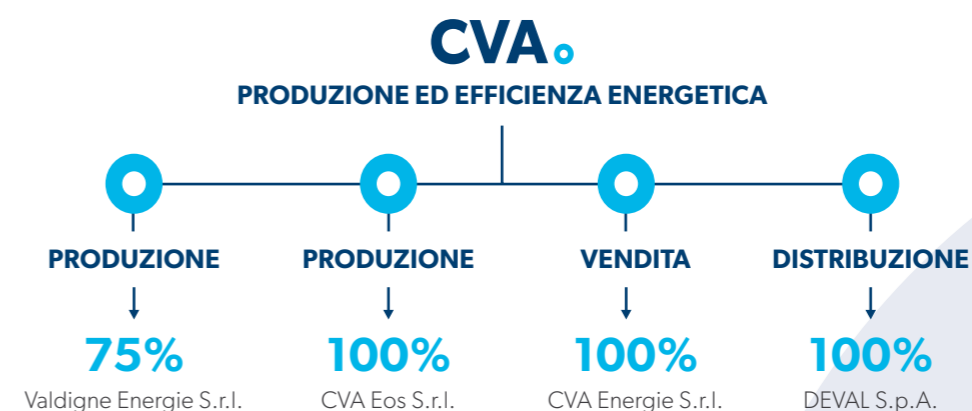 CVA
PRODUZIONE ED EFFICIENZA ENERGETICA
PRODUZIONE
PRODUZIONE
VENDITA
DISTRIBUZIONE
75%
100%
100%
100%
Valdigne Energie S.r.l.
CVA Eos S.r.l.
CVA Energie S.r.l.
DEVAL S.p.A.